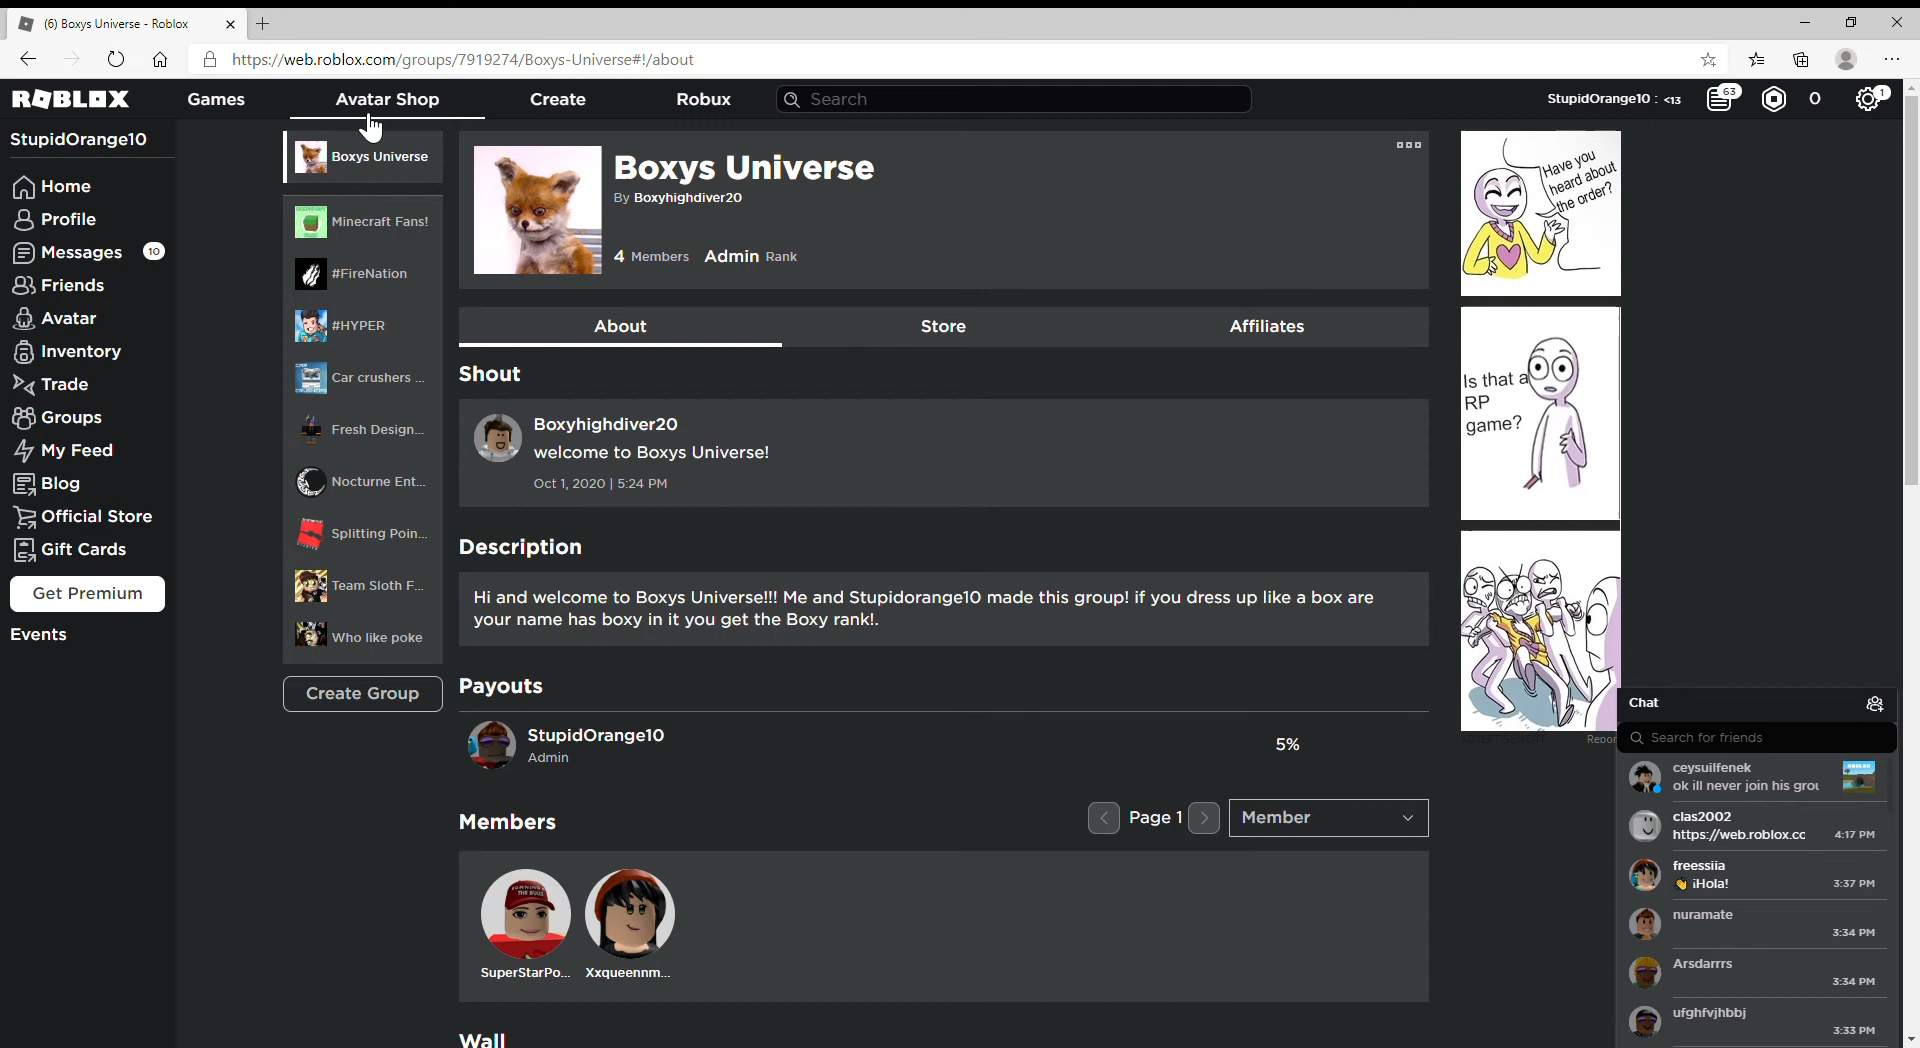 (6) Boxys Universe - Roblox
https://web.roblox.com/groups/7919274/Boxys-Universe#!/about
ROBLOX
Games
Avatar Shop
Create
Robux
Search
StupidOrange10 : <13
63
0
1
StupidOrange10
Home
Profile
Messages
10
Friends
Avatar
Inventory
Trade
Groups
My Feed
Blog
Official Store
Gift Cards
Get Premium
Events
Boxys Universe
Minecraft Fans!
#FireNation
#HYPER
Car crushers ...
Fresh Design...
Nocturne Ent...
Splitting Poin...
Team Sloth F...
Who like poke
Create Group
Boxys Universe
By Boxyhighdiver20
4 Members Admin Rank
About
Store
Affiliates
Shout
Boxyhighdiver20
welcome to Boxys Universe!
Oct 1, 2020 | 5:24 PM
Description
Hi and welcome to Boxys Universe!!! Me and Stupidorange10 made this group! if you dress up like a box are
your name has boxy in it you get the Boxy rank!.
Payouts
StupidOrange10
Admin
5%
Members
Page 1
Member
SuperStarPo...
Xxqueennm...
Wall
Have you
heard about
the order?
Is that a
RP
game?
ADVERTISEMENT
Repor
Chat
Search for friends
ceysuilfenek
ok ill never join his grou
clas2002
https://web.roblox.cc
4:17 PM
freessiia
👋 ¡Hola!
3:37 PM
nuramate
3:34 PM
Arsdarrrs
3:34 PM
ufghfvjhbbj
3:33 PM